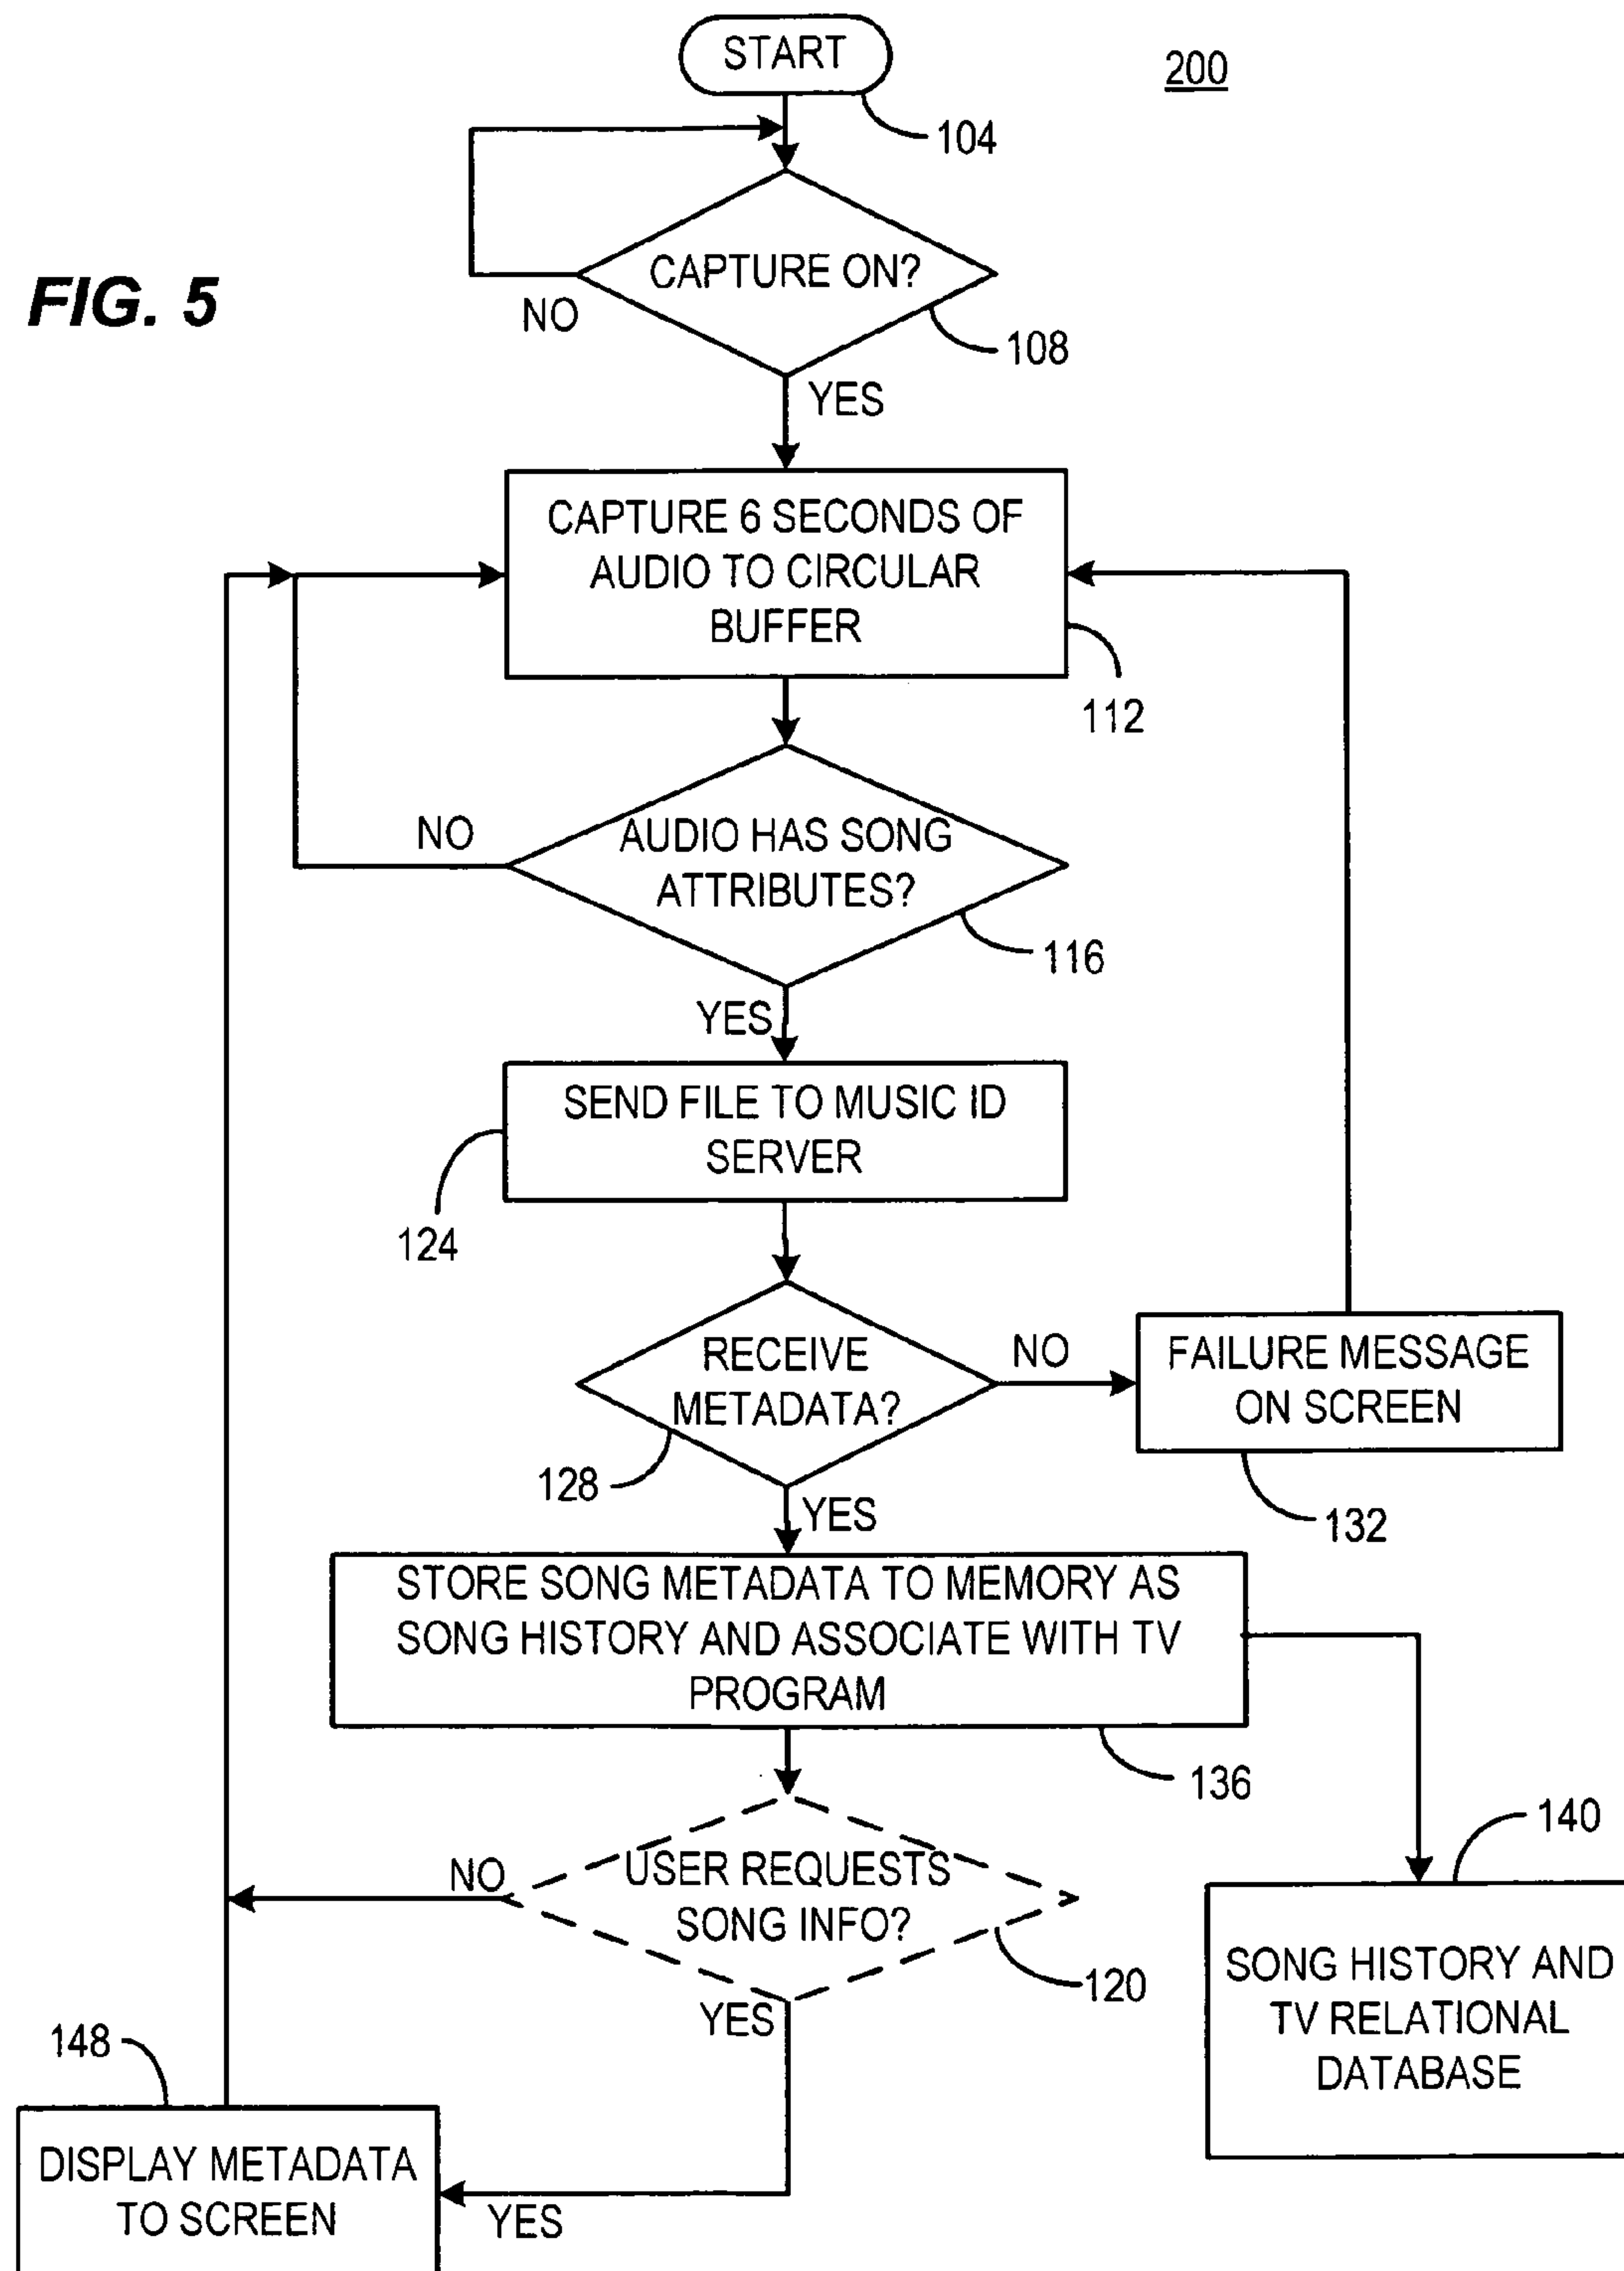 START
200
104
FIG. 5
CAPTURE ON?
NO
108
YES
CAPTURE 6 SECONDS OF
AUDIO TO CIRCULAR
BUFFER
112
NO
AUDIO HAS SONG
ATTRIBUTES?
116
YES
SEND FILE TO MUSIC ID
SERVER
124
RECEIVE
METADATA?
NO
FAILURE MESSAGE
ON SCREEN
128
132
YES
STORE SONG METADATA TO MEMORY AS
SONG HISTORY AND ASSOCIATE WITH TV
PROGRAM
136
140
NO
USER REQUESTS
SONG INFO?
120
YES
SONG HISTORY AND
TV RELATIONAL
DATABASE
148
DISPLAY METADATA
TO SCREEN
YES